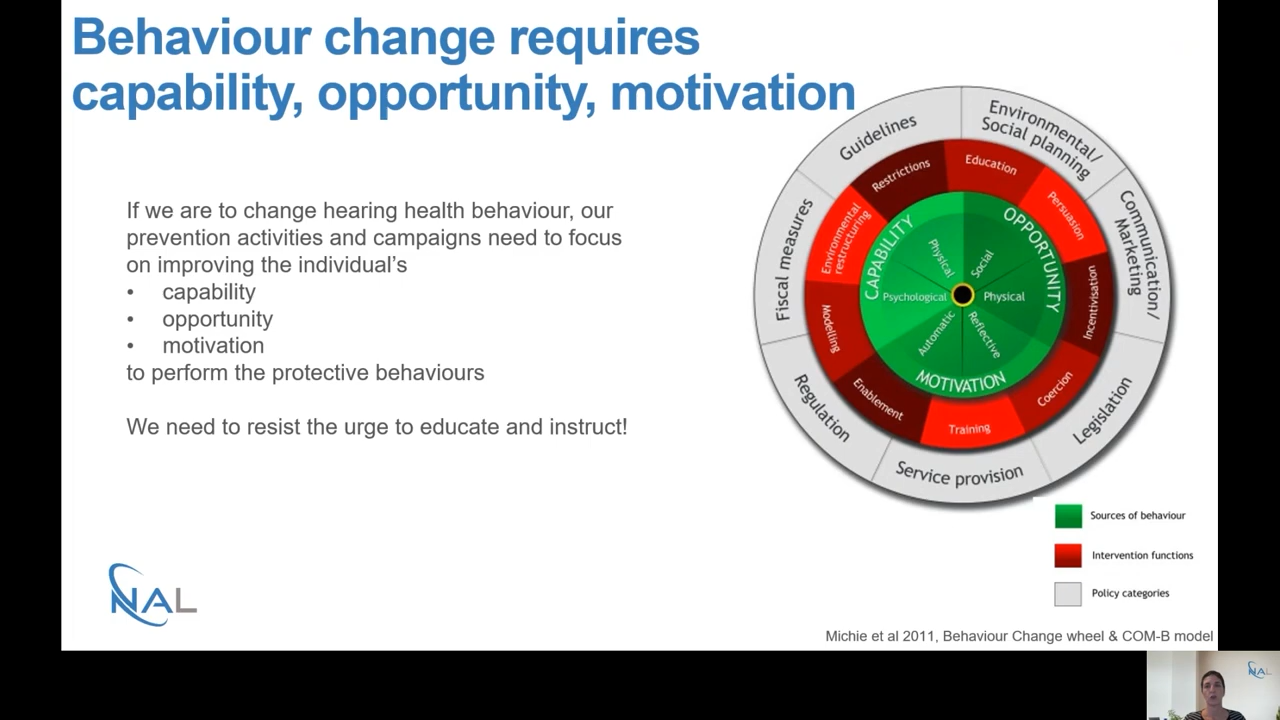 Behaviour change requires
capability, opportunity, motivation
If we are to change hearing health behaviour, our
prevention activities and campaigns need to focus
on improving the individual's
• capability
• opportunity
• motivation
to perform the protective behaviours
We need to resist the urge to educate and instruct!
NAL
Guidelines
Environmental/
Social planning
Communication/
Marketing
Legislation
Service provision
Regulation
Fiscal measures
Restrictions
Education
Persuasion
Incentivisation
Coercion
Training
Enablement
Modelling
Environmental
restructuring
CAPABILITY
OPPORTUNITY
MOTIVATION
Physical
Social
Psychological
Physical
Automatic
Reflective
Sources of behaviour
Intervention functions
Policy categories
Michie et al 2011, Behaviour Change wheel & COM-B model
NAL